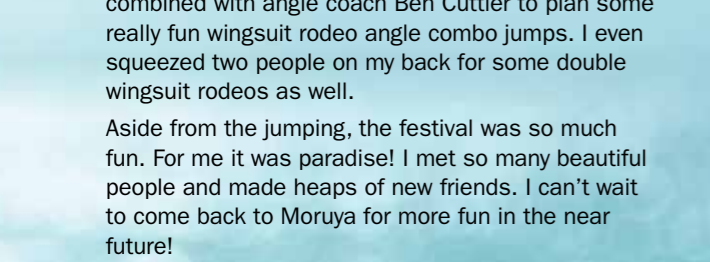 combined with angle coach Ben Cuttler to plan some
really fun wingsuit rodeo angle combo jumps. I even
squeezed two people on my back for some double
wingsuit rodeos as well.
Aside from the jumping, the festival was so much
fun. For me it was paradise! I met so many beautiful
people and made heaps of new friends. I can’t wait
to come back to Moruya for more fun in the near
future!